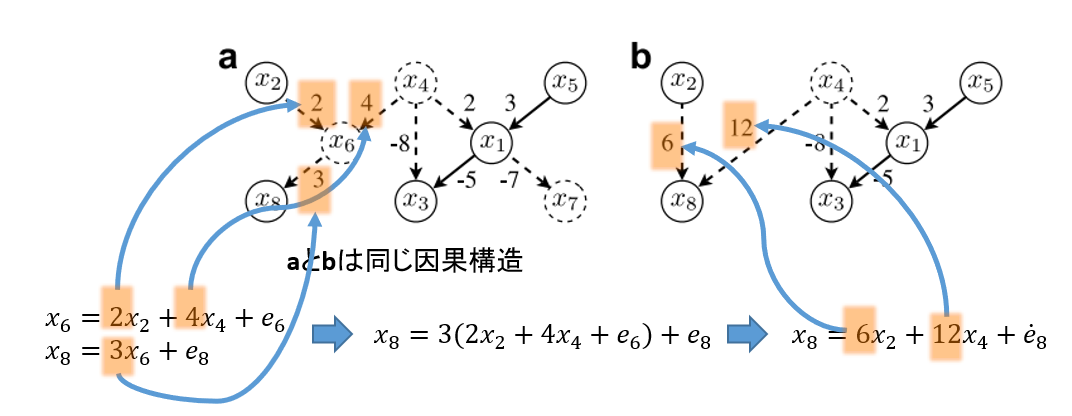 a
b
x₂
2
4
x₄
2
3
x₅
x₂
x₄
2
3
x₅
x₆
-8
x₁
6
12
-8
x₁
x₈
3
x₃
-5
-7
x₇
x₈
x₃
-5
aとbは同じ因果構造
x₆ = 2x₂ + 4x₄ + e₆
x₈ = 3x₆ + e₈
x₈ = 3(2x₂ + 4x₄ + e₆) + e₈
x₈ = 6x₂ + 12x₄ + ė₈